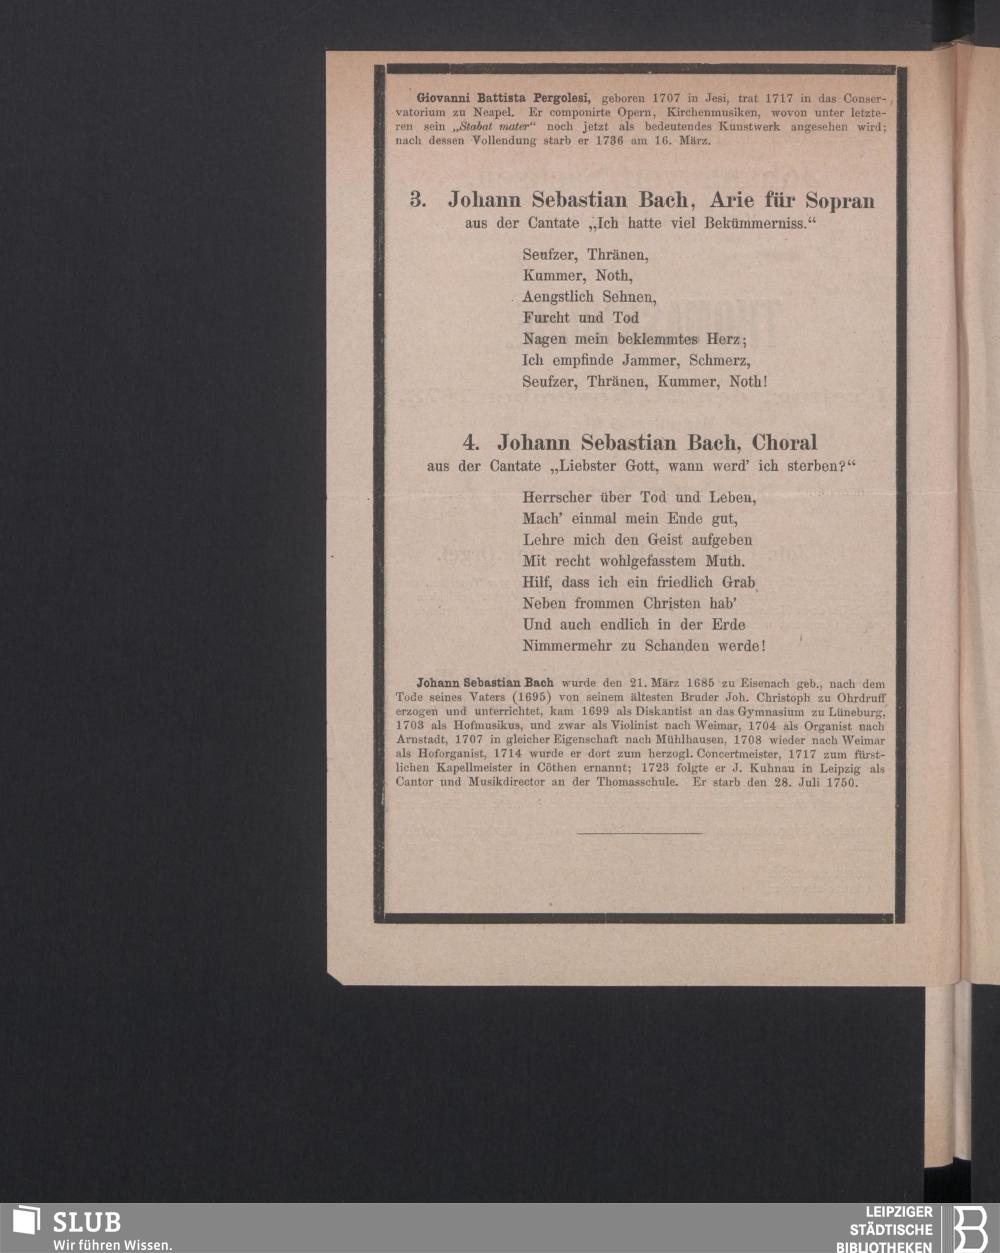 Giovanni Battista Pergolesi, geboren 1707 in Jesi, trat 1717 in das Conser-
vatorium zu Neapel. Er componirte Opern, Kirchenmusiken, wovon unter letzte-
ren sein „Stabat mater“ noch jetzt als bedeutendes Kunstwerk angesehen wird;
nach dessen Vollendung starb er 1736 am 16. März.
3. Johann Sebastian Bach, Arie für Sopran
aus der Cantate „Ich hatte viel Bekümmerniss.“
Seufzer, Thränen,
Kummer, Noth,
Aengstlich Sehnen,
Furcht und Tod
Nagen mein beklemmtes Herz;
Ich empfinde Jammer, Schmerz,
Seufzer, Thränen, Kummer, Noth!
4. Johann Sebastian Bach, Choral
aus der Cantate „Liebster Gott, wann werd’ ich sterben?“
Herrscher über Tod und Leben,
Mach’ einmal mein Ende gut,
Lehre mich den Geist aufgeben
Mit recht wohlgefasstem Muth.
Hilf, dass ich ein friedlich Grab
Neben frommen Christen hab’
Und auch endlich in der Erde
Nimmermehr zu Schanden werde!
Johann Sebastian Bach wurde den 21. März 1685 zu Eisenach geb., nach dem
Tode seines Vaters (1695) von seinem ältesten Bruder Joh. Christoph zu Ohrdruff
erzogen und unterrichtet, kam 1699 als Diskantist an das Gymnasium zu Lüneburg,
1703 als Hofmusikus, und zwar als Violinist nach Weimar, 1704 als Organist nach
Arnstadt, 1707 in gleicher Eigenschaft nach Mühlhausen, 1708 wieder nach Weimar
als Hoforganist, 1714 wurde er dort zum herzogl. Concertmeister, 1717 zum fürst-
lichen Kapellmeister in Cöthen ernannt; 1723 folgte er J. Kuhnau in Leipzig als
Cantor und Musikdirector an der Thomasschule. Er starb den 28. Juli 1750.
SLUB
Wir führen Wissen.
LEIPZIGER
STÄDTISCHE
BIBLIOTHEKEN